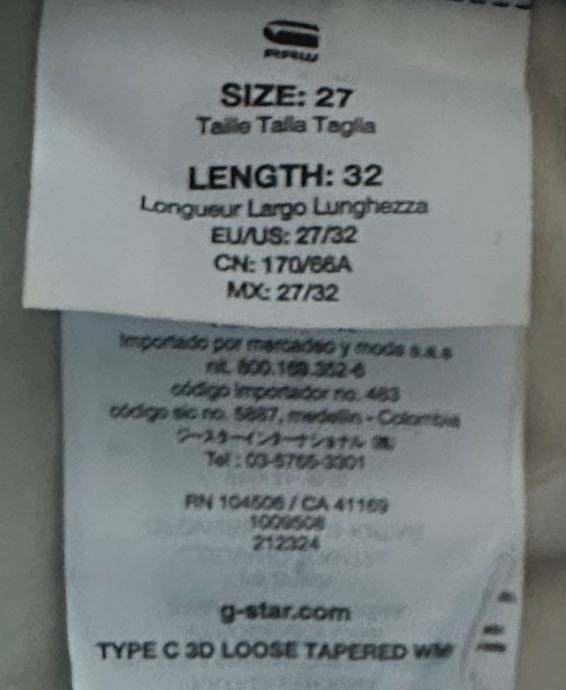 RAW
SIZE: 27
Taille Talla Taglia
LENGTH: 32
Longueur Largo Lunghezza
EU/US: 27/32
CN: 170/66A
MX: 27/32
Importado por mercadeo y moda s.a.s
nit. 800.169.352-6
código importador no. 463
código sic no. 5887, medellin - Colombia
ジースターインターナショナル ㈱
Tel : 03-5765-3301
RN 104506 / CA 41169
1009508
212324
g-star.com
TYPE C 3D LOOSE TAPERED WM